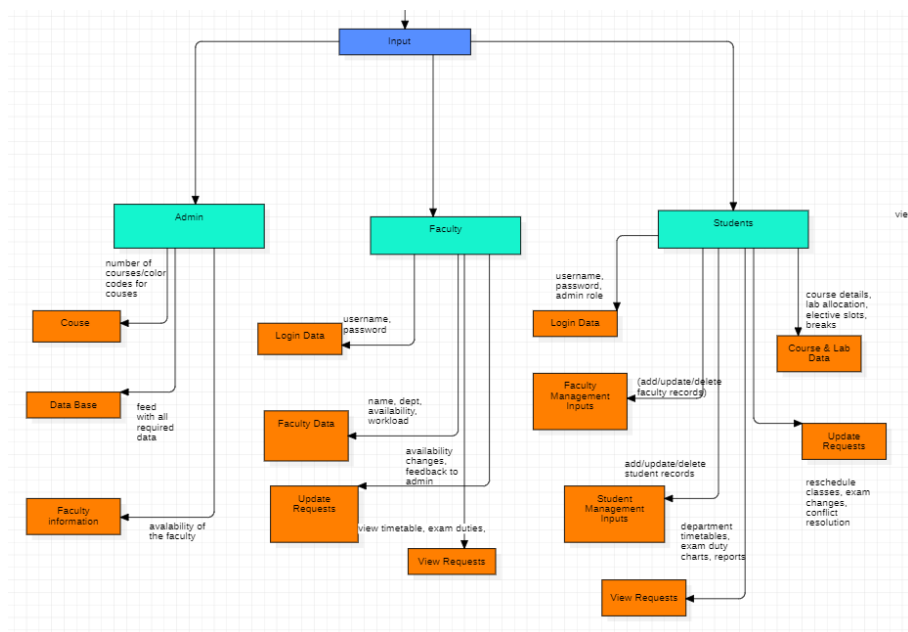 Input
Admin
number of
courses/color
codes for
couses
Couse
Data Base
feed
with all
required
data
Faculty
information
avalability of
the faculty
Faculty
username,
password
Login Data
name, dept,
availability,
workload
Faculty Data
availability
changes,
feedback to
admin
Update
Requests
view timetable, exam duties,
View Requests
Students
username,
password,
admin role
Login Data
(add/update/delete
faculty records)
Faculty
Management
Inputs
add/update/delete
student records
Student
Management
Inputs
department
timetables,
exam duty
charts, reports
View Requests
course details,
lab allocation,
elective slots,
breaks
Course & Lab
Data
Update
Requests
reschedule
classes, exam
changes,
conflict
resolution
vie